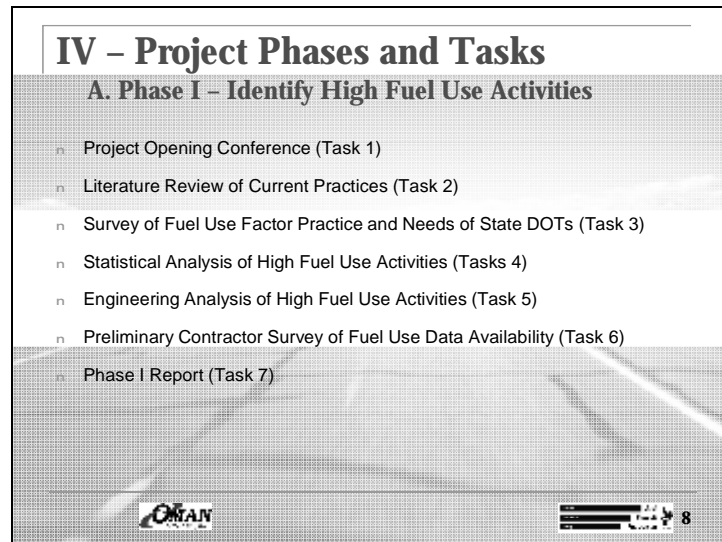 IV – Project Phases and Tasks
A. Phase I – Identify High Fuel Use Activities
n Project Opening Conference (Task 1)
n Literature Review of Current Practices (Task 2)
n Survey of Fuel Use Factor Practice and Needs of State DOTs (Task 3)
n Statistical Analysis of High Fuel Use Activities (Tasks 4)
n Engineering Analysis of High Fuel Use Activities (Task 5)
n Preliminary Contractor Survey of Fuel Use Data Availability (Task 6)
n Phase I Report (Task 7)
OMAN
8